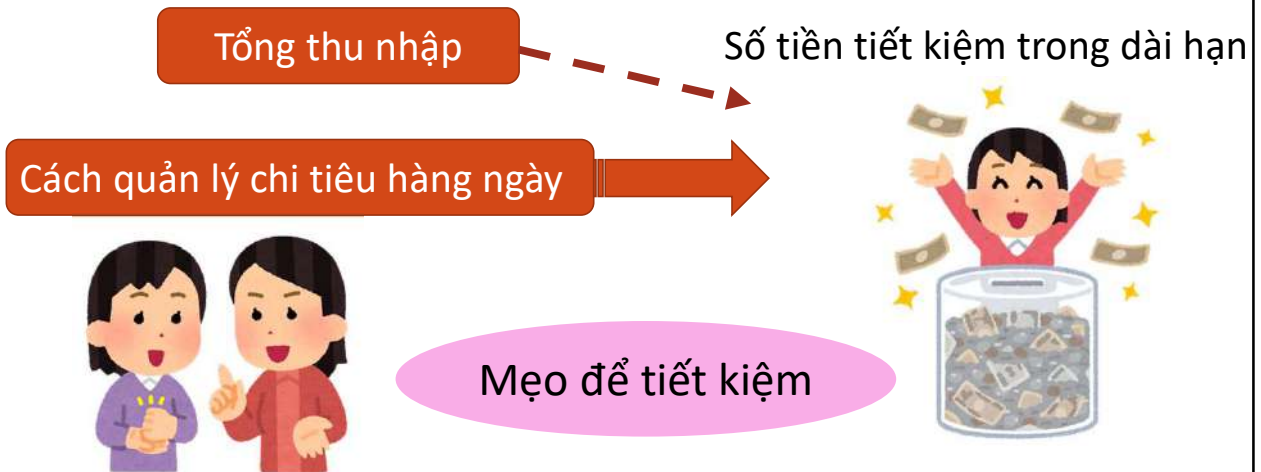 Tổng thu nhập
Số tiền tiết kiệm trong dài hạn
Cách quản lý chi tiêu hàng ngày
Mẹo để tiết kiệm